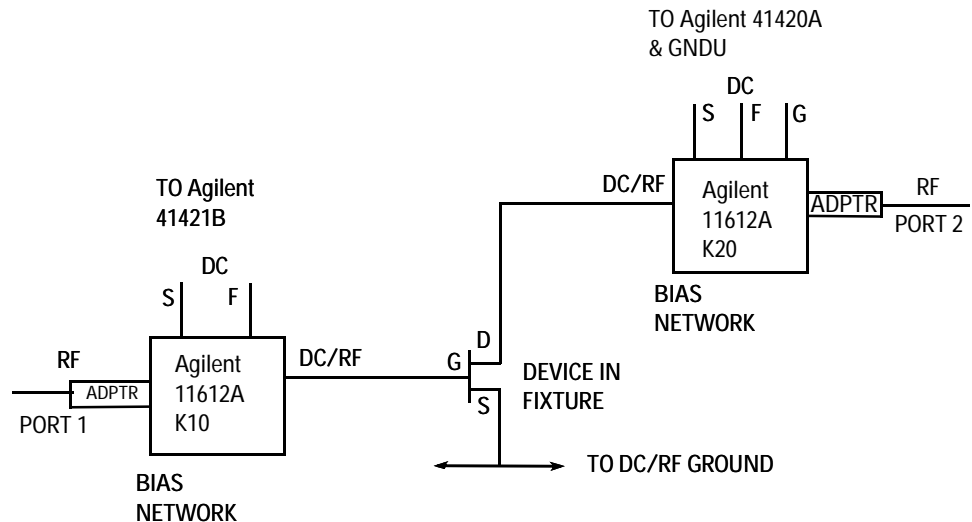 TO Agilent 41420A
& GNDU
DC
S F G
TO Agilent
41421B
DC/RF
Agilent
11612A
K20
ADPTR
RF
PORT 2
DC
S F
BIAS
NETWORK
RF
ADPTR
PORT 1
Agilent
11612A
K10
DC/RF
D
G
S
DEVICE IN
FIXTURE
TO DC/RF GROUND
BIAS
NETWORK